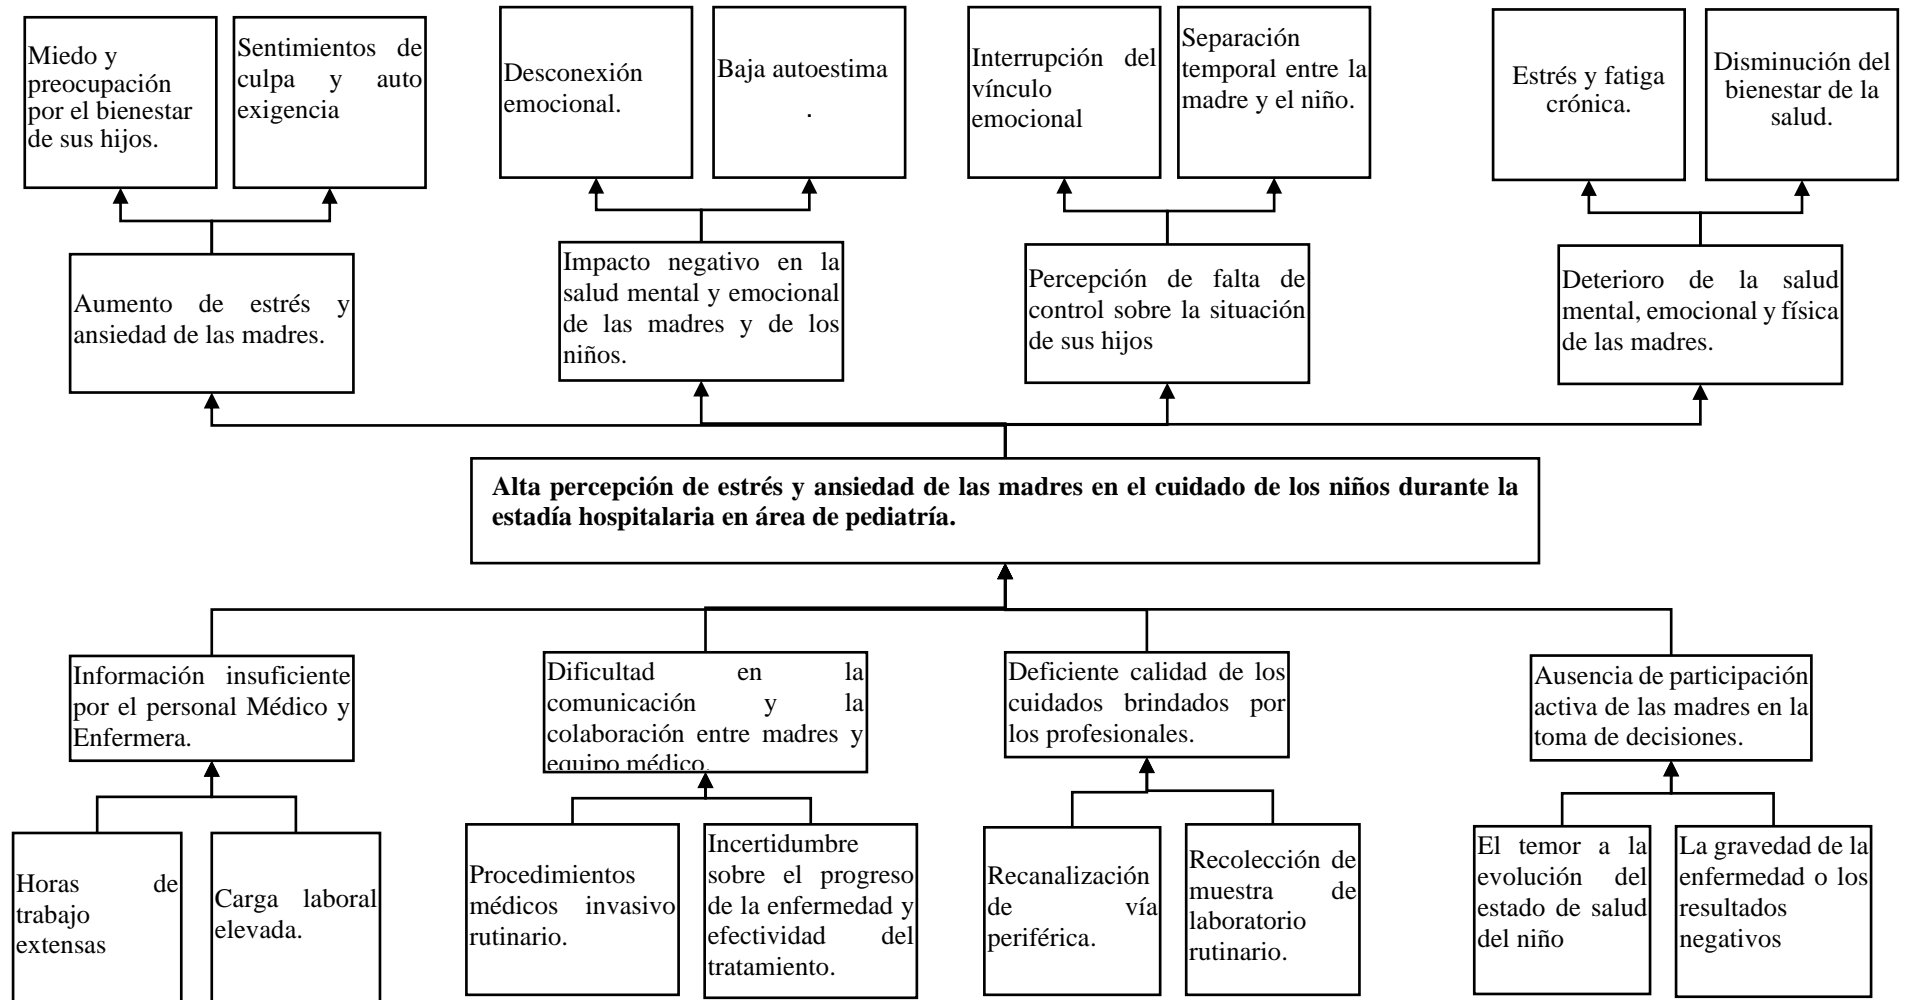 Miedo y
preocupación
por el bienestar
de sus hijos.
Sentimientos de
culpa y auto
exigencia
Desconexión
emocional.
Baja autoestima
.
Interrupción del
vínculo
emocional
Separación
temporal entre la
madre y el niño.
Estrés y fatiga
crónica.
Disminución del
bienestar de la
salud.
Aumento de estrés y
ansiedad de las madres.
Impacto negativo en la
salud mental y emocional
de las madres y de los
niños.
Percepción de falta de
control sobre la situación
de sus hijos
Deterioro de la salud
mental, emocional y física
de las madres.
Alta percepción de estrés y ansiedad de las madres en el cuidado de los niños durante la
estadía hospitalaria en área de pediatría.
Información insuficiente
por el personal Médico y
Enfermera.
Dificultad en la
comunicación y la
colaboración entre madres y
equipo médico.
Deficiente calidad de los
cuidados brindados por
los profesionales.
Ausencia de participación
activa de las madres en la
toma de decisiones.
Horas de
trabajo
extensas
Carga laboral
elevada.
Procedimientos
médicos invasivo
rutinario.
Incertidumbre
sobre el progreso
de la enfermedad y
efectividad del
tratamiento.
Recanalización
de vía
periférica.
Recolección de
muestra de
laboratorio
rutinario.
El temor a la
evolución del
estado de salud
del niño
La gravedad de la
enfermedad o los
resultados
negativos